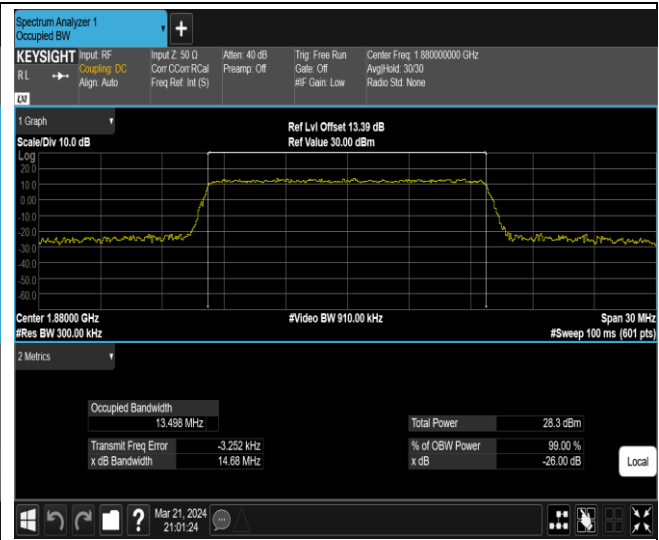 Spectrum Analyzer 1
Occupied BW
+
KEYSIGHT
RL
LXI
Input: RF
Coupling: DC
Align: Auto
Input Z: 50 Ω
Corr CCorr RCal
Freq Ref: Int (S)
Atten: 40 dB
Preamp: Off
Trig: Free Run
Gate: Off
#IF Gain: Low
Center Freq: 1.880000000 GHz
Avg|Hold: 30/30
Radio Std: None
1 Graph
Scale/Div 10.0 dB
Ref Lvl Offset 13.39 dB
Ref Value 30.00 dBm
Log
20.0
10.0
0.00
-10.0
-20.0
-30.0
-40.0
-50.0
-60.0
Center 1.88000 GHz
#Video BW 910.00 kHz
Span 30 MHz
#Res BW 300.00 kHz
#Sweep 100 ms (601 pts)
2 Metrics
Occupied Bandwidth
13.498 MHz
Total Power 28.3 dBm
Transmit Freq Error -3.252 kHz
% of OBW Power 99.00 %
x dB Bandwidth 14.68 MHz
x dB -26.00 dB
Local
?
Mar 21, 2024
21:01:24